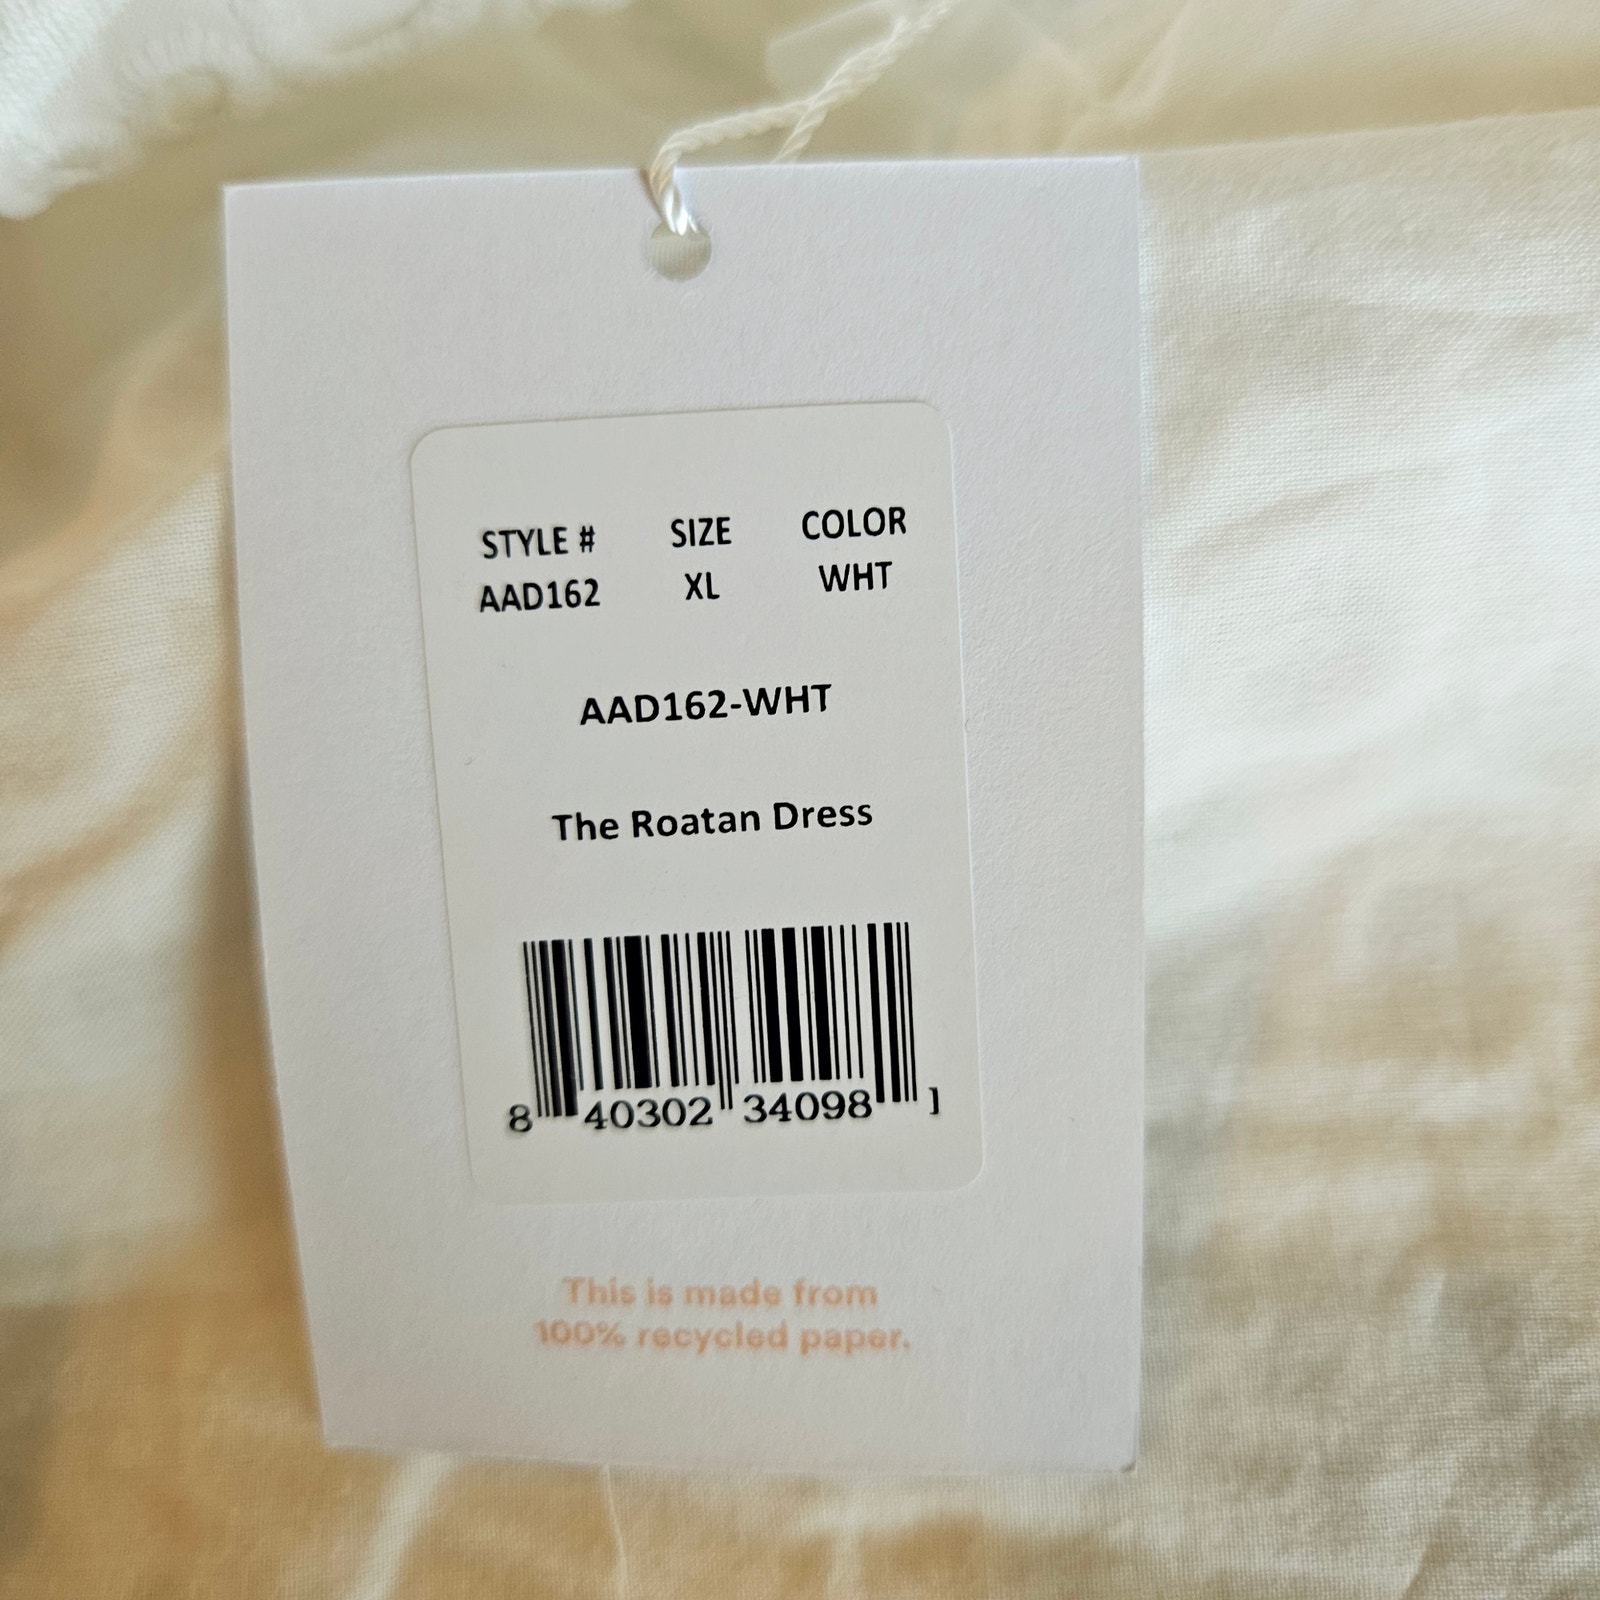 STYLE # SIZE COLOR
AAD162 XL WHT
AAD162-WHT
The Roatan Dress
8 40302 34098 1
This is made from
100% recycled paper.